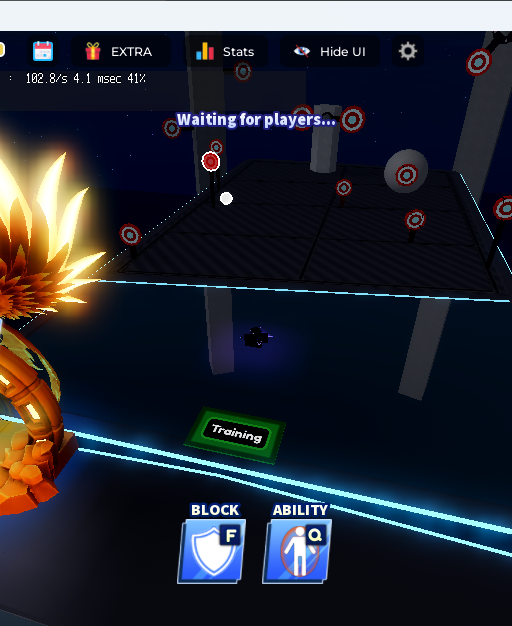 EXTRA Stats Hide UI
: 102.8/s 4.1 msec 41%
Waiting for players...
Training
BLOCK ABILITY
F Q